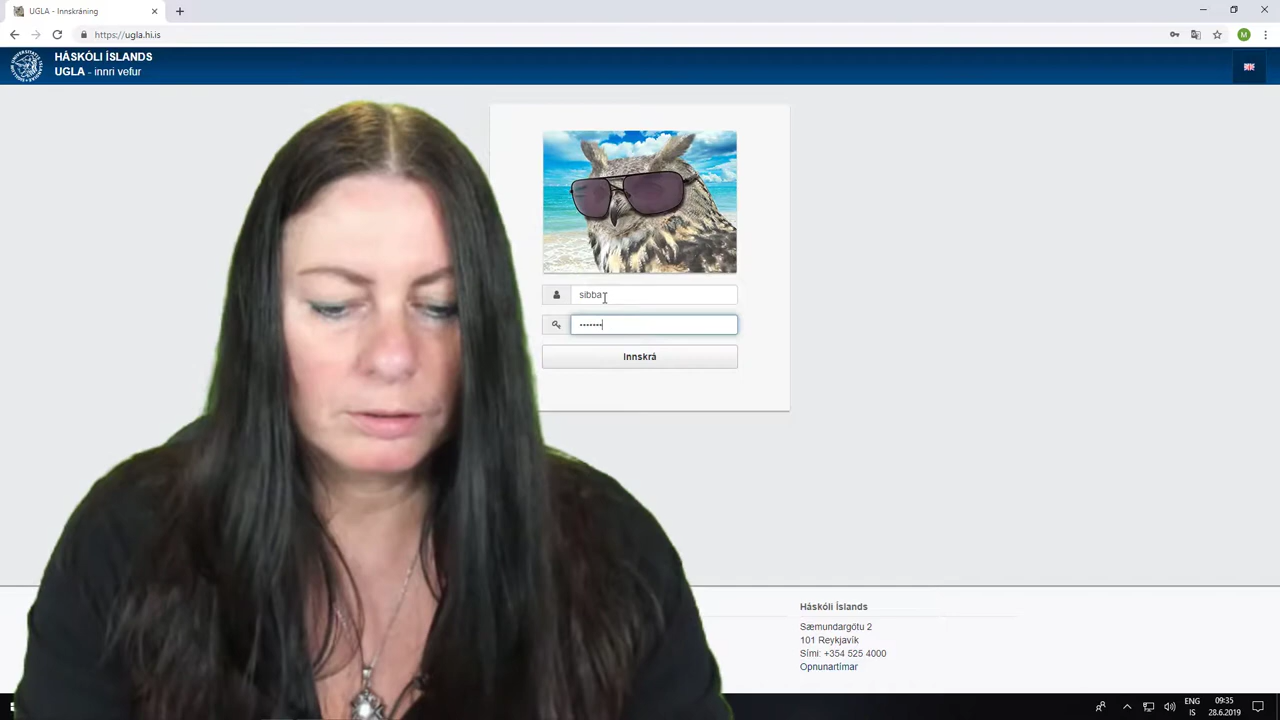 UGLA - Innskráning
https://ugla.hi.is
M
HÁSKÓLI ÍSLANDS
UGLA - innri vefur
sibba
Innskrá
Háskóli Íslands
Sæmundargötu 2
101 Reykjavík
Sími: +354 525 4000
Opnunartímar
ENG
IS
09:35
28.6.2019